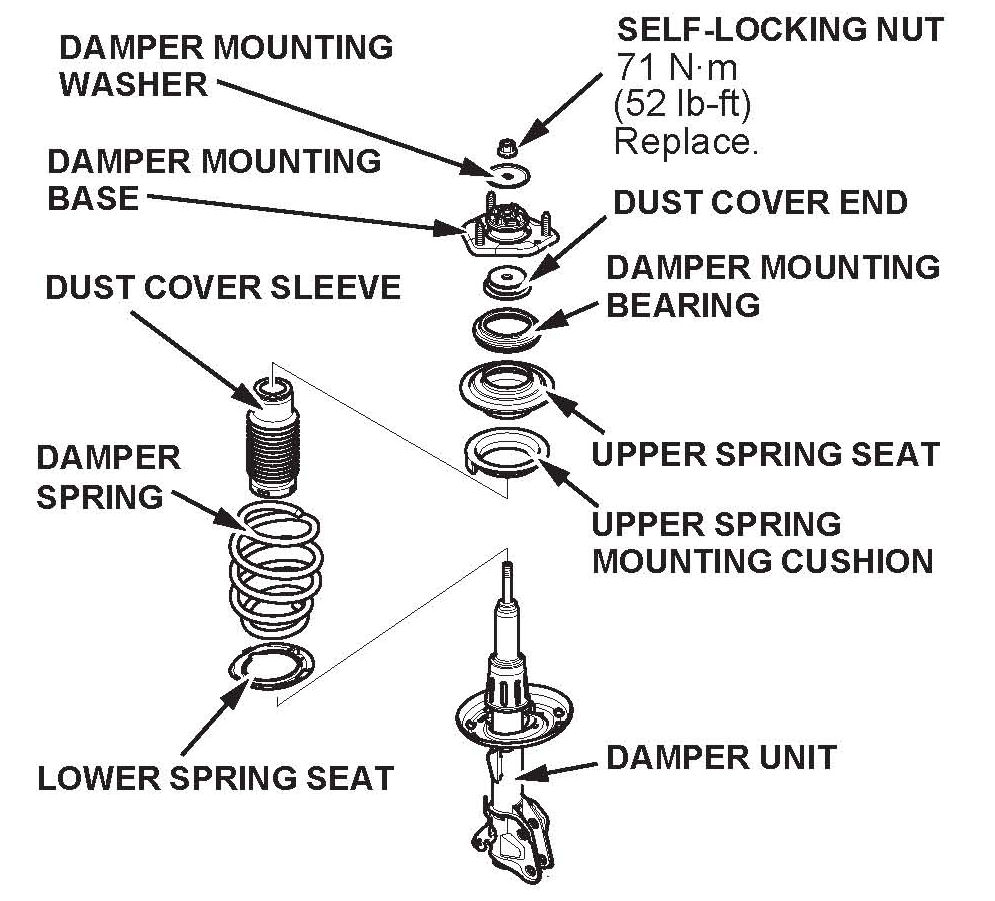 DAMPER MOUNTING
WASHER
SELF-LOCKING NUT
71 N·m
(52 lb-ft)
Replace.
DAMPER MOUNTING
BASE
DUST COVER END
DAMPER MOUNTING
BEARING
DUST COVER SLEEVE
UPPER SPRING SEAT
DAMPER
SPRING
UPPER SPRING
MOUNTING CUSHION
LOWER SPRING SEAT
DAMPER UNIT